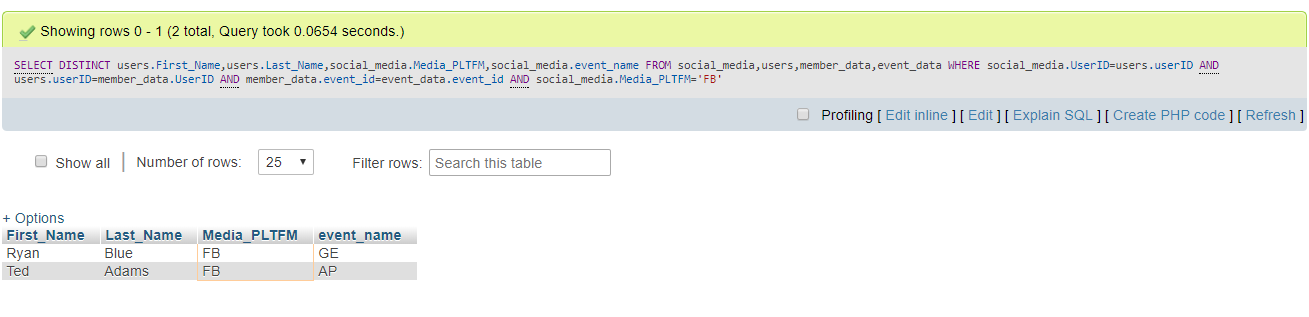 Showing rows 0 - 1 (2 total, Query took 0.0654 seconds.)
SELECT DISTINCT users.First_Name,users.Last_Name,social_media.Media_PLTFM,social_media.event_name FROM social_media,users,member_data,event_data WHERE social_media.UserID=users.userID AND
users.userID=member_data.UserID AND member_data.event_id=event_data.event_id AND social_media.Media_PLTFM='FB'
Profiling [ Edit inline ] [ Edit ] [ Explain SQL ] [ Create PHP code ] [ Refresh ]
Show all | Number of rows: 25 Filter rows: Search this table
+ Options
First_Name Last_Name Media_PLTFM event_name
Ryan Blue FB GE
Ted Adams FB AP